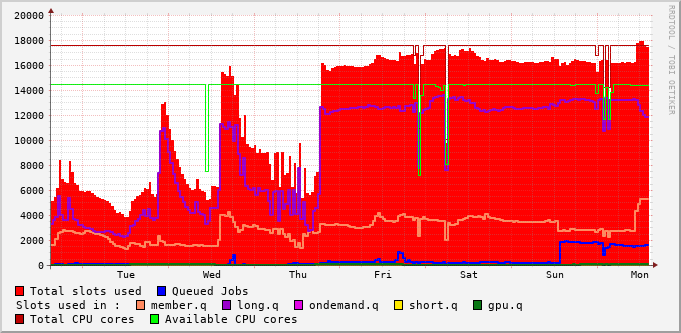 20000
18000
16000
14000
12000
10000
8000
6000
4000
2000
0
Tue Wed Thu Fri Sat Sun Mon
RRDTOOL / TOBI OETIKER
Total slots used Queued Jobs
Slots used in : member.q long.q ondemand.q short.q gpu.q
Total CPU cores Available CPU cores